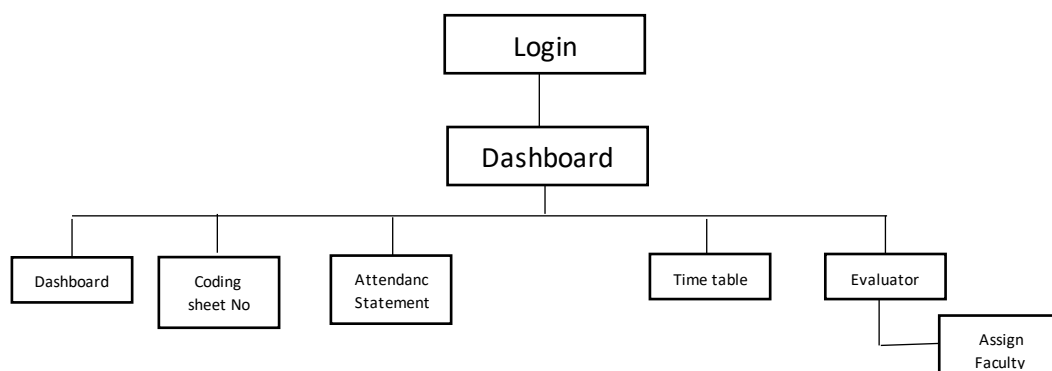 Login
Dashboard
Dashboard
Coding
sheet No
Attendanc
Statement
Time table
Evaluator
Assign
Faculty